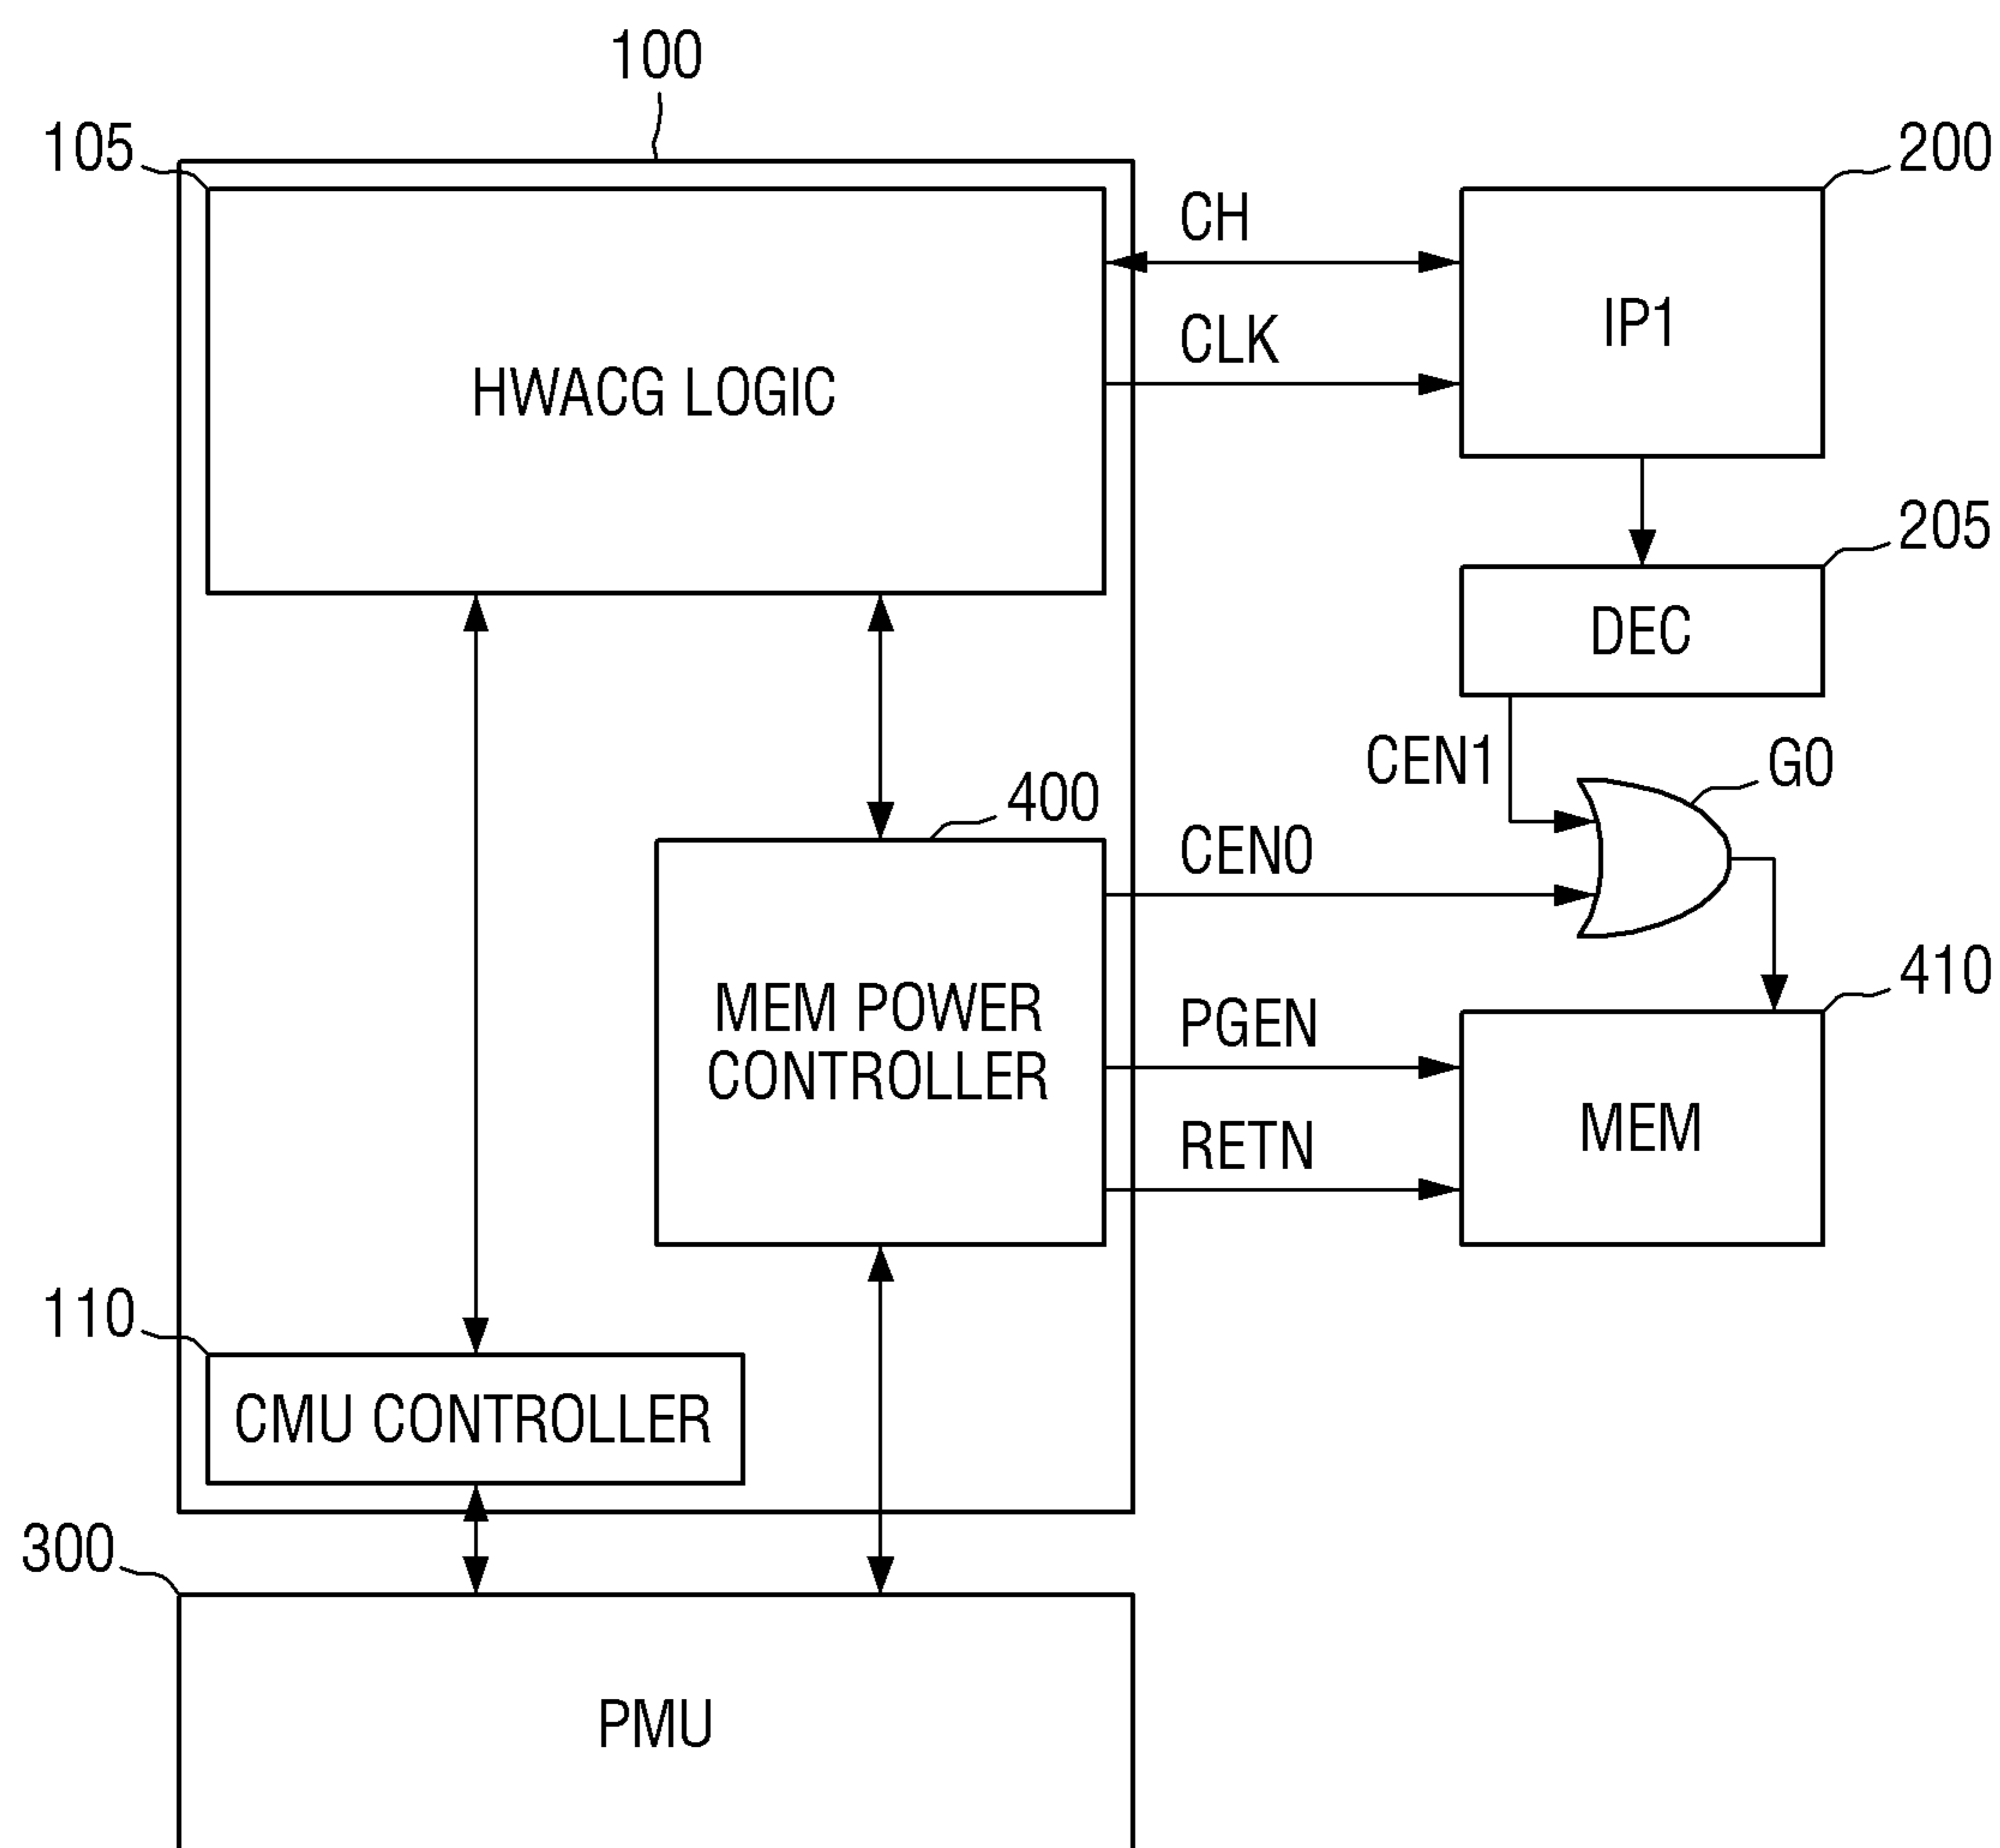 100
105
200
CH
CLK
IP1
HWACG LOGIC
205
DEC
CEN1
G0
400
CEN0
410
MEM POWER
CONTROLLER
PGEN
RETN
MEM
110
CMU CONTROLLER
300
PMU